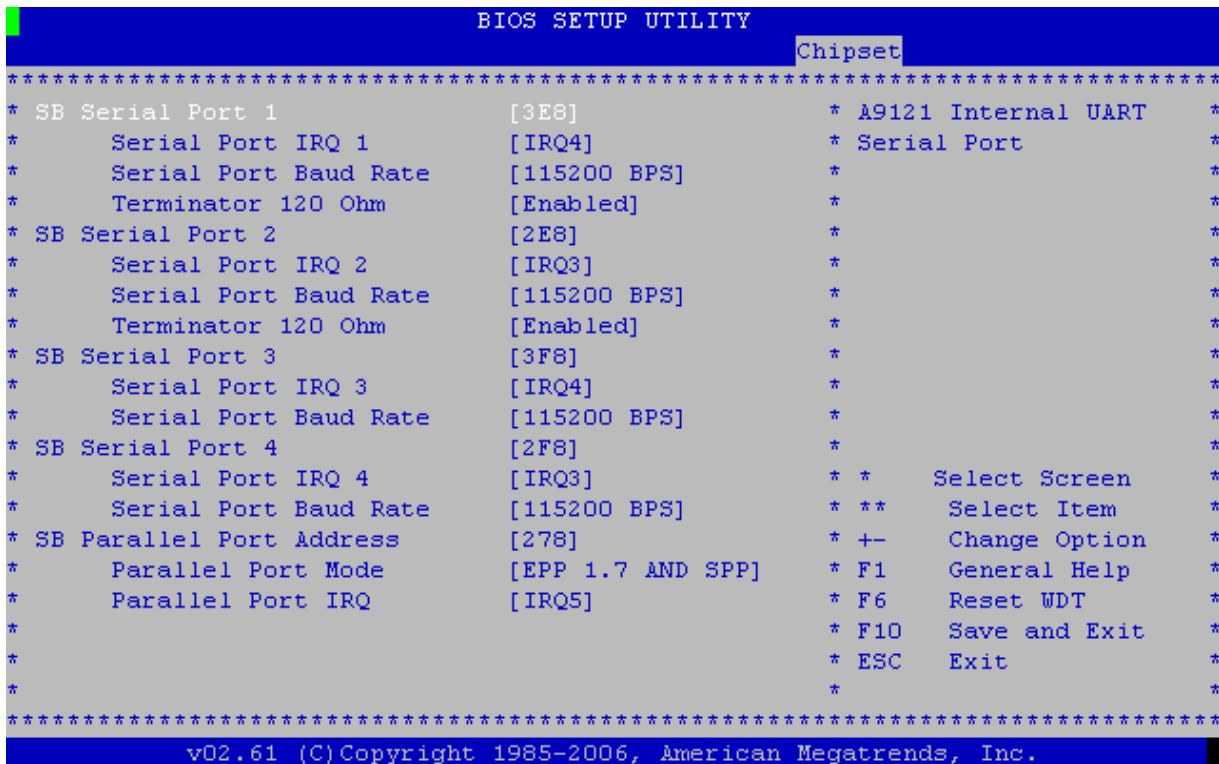 BIOS SETUP UTILITY
Chipset
*********************************************************************************
* SB Serial Port 1 [3E8] * A9121 Internal UART *
* Serial Port IRQ 1 [IRQ4] * Serial Port *
* Serial Port Baud Rate [115200 BPS] * *
* Terminator 120 Ohm [Enabled] * *
* SB Serial Port 2 [2E8] * *
* Serial Port IRQ 2 [IRQ3] * *
* Serial Port Baud Rate [115200 BPS] * *
* Terminator 120 Ohm [Enabled] * *
* SB Serial Port 3 [3F8] * *
* Serial Port IRQ 3 [IRQ4] * *
* Serial Port Baud Rate [115200 BPS] * *
* SB Serial Port 4 [2F8] * *
* Serial Port IRQ 4 [IRQ3] * * Select Screen *
* Serial Port Baud Rate [115200 BPS] * ** Select Item *
* SB Parallel Port Address [278] * +- Change Option *
* Parallel Port Mode [EPP 1.7 AND SPP] * F1 General Help *
* Parallel Port IRQ [IRQ5] * F6 Reset WDT *
* * F10 Save and Exit *
* * ESC Exit *
* * *
*********************************************************************************
v02.61 (C)Copyright 1985-2006, American Megatrends, Inc.